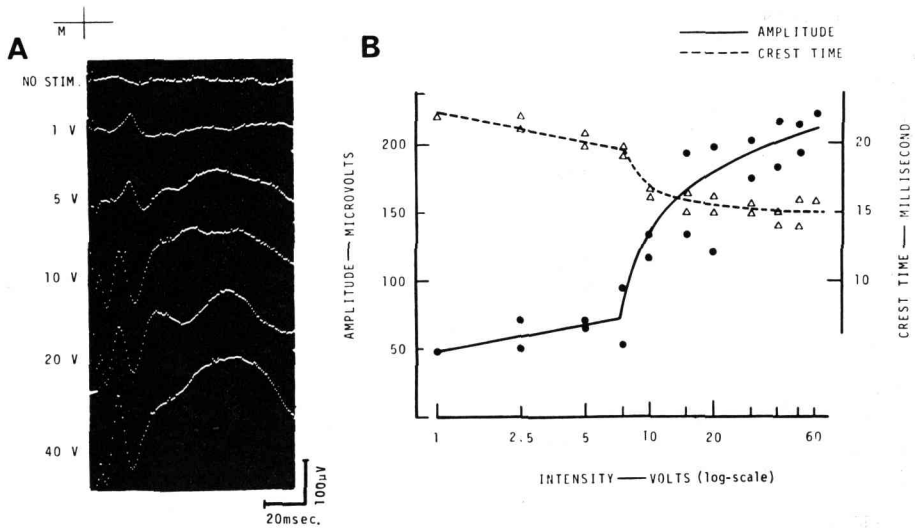 M
A
NO STIM.
1 V
5 V
10 V
20 V
40 V
100μV
20msec.
B
AMPLITUDE
CREST TIME
AMPLITUDE — MICROVOLTS
200
150
100
50
20
15
10
CREST TIME — MILLISECOND
1 2.5 5 10 20 60
INTENSITY — VOLTS (log-scale)